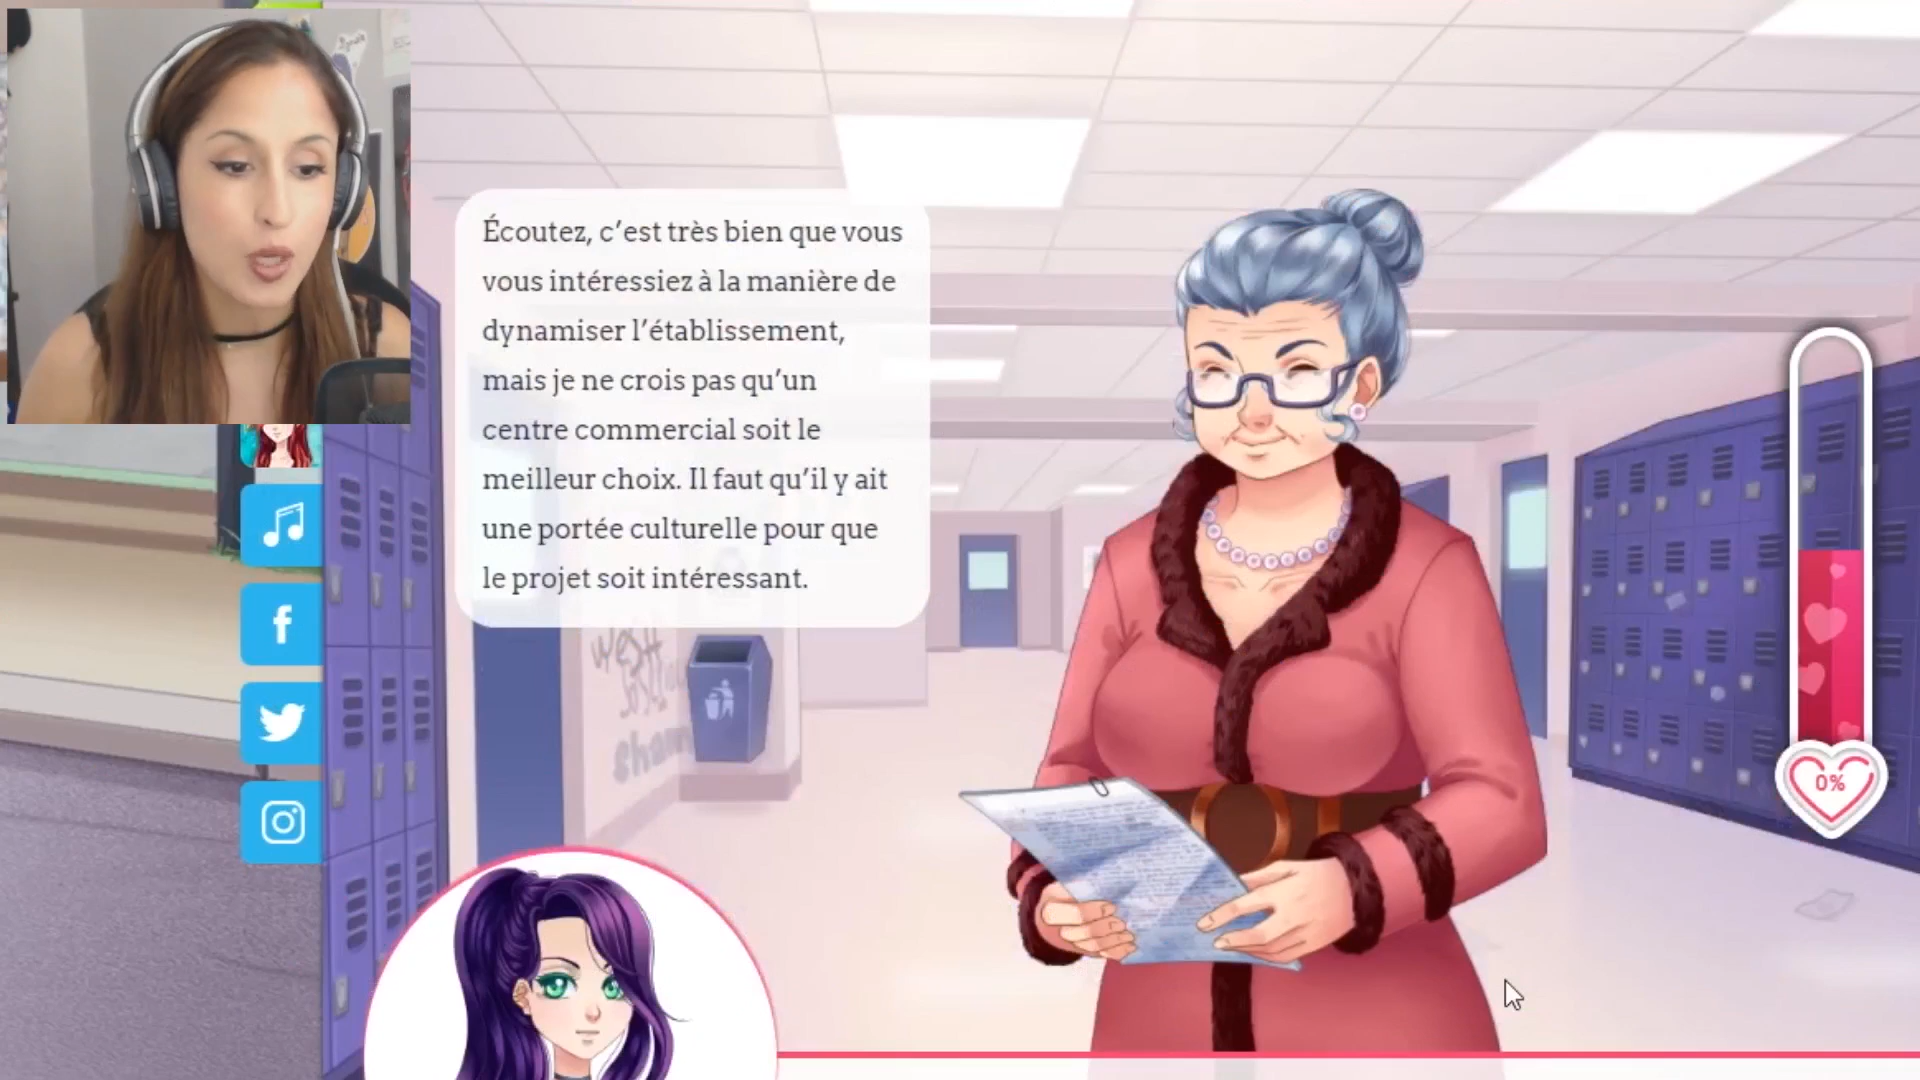 Écoutez, c’est très bien que vous
vous intéressiez à la manière de
dynamiser l’établissement,
mais je ne crois pas qu’un
centre commercial soit le
meilleur choix. Il faut qu’il y ait
une portée culturelle pour que
le projet soit intéressant.
0%